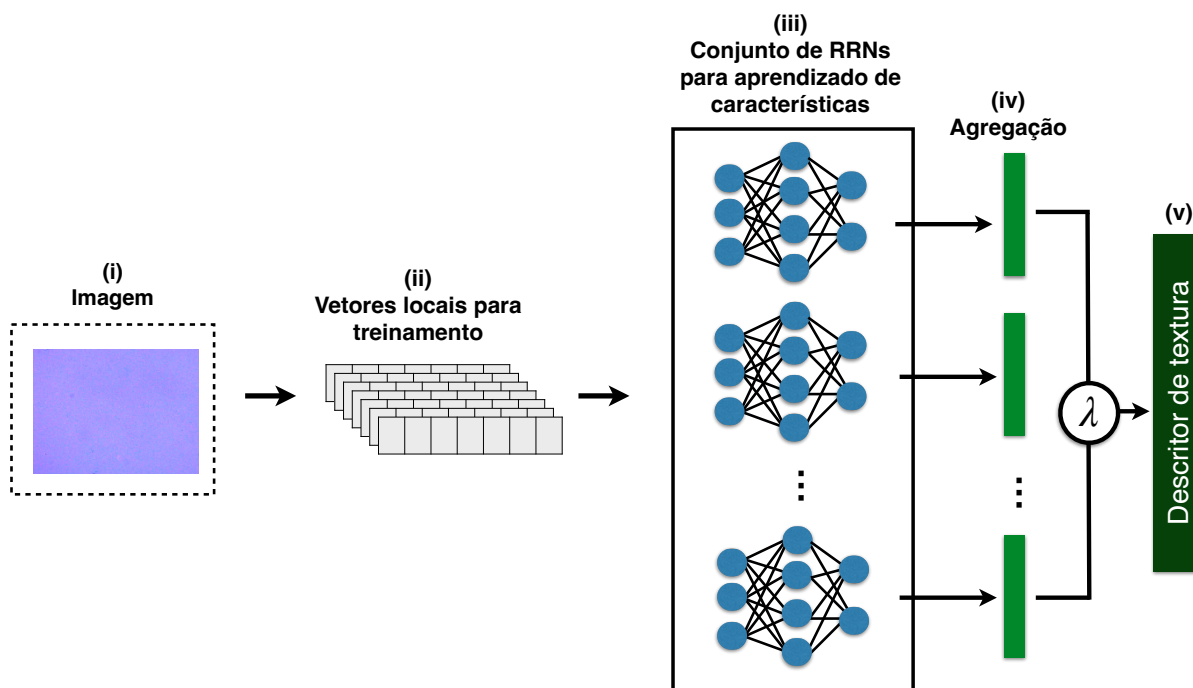 (i)
Imagem
(ii)
Vetores locais para
treinamento
(iii)
Conjunto de RRNs
para aprendizado de
características
(iv)
Agregação
λ
(v)
Descritor de textura